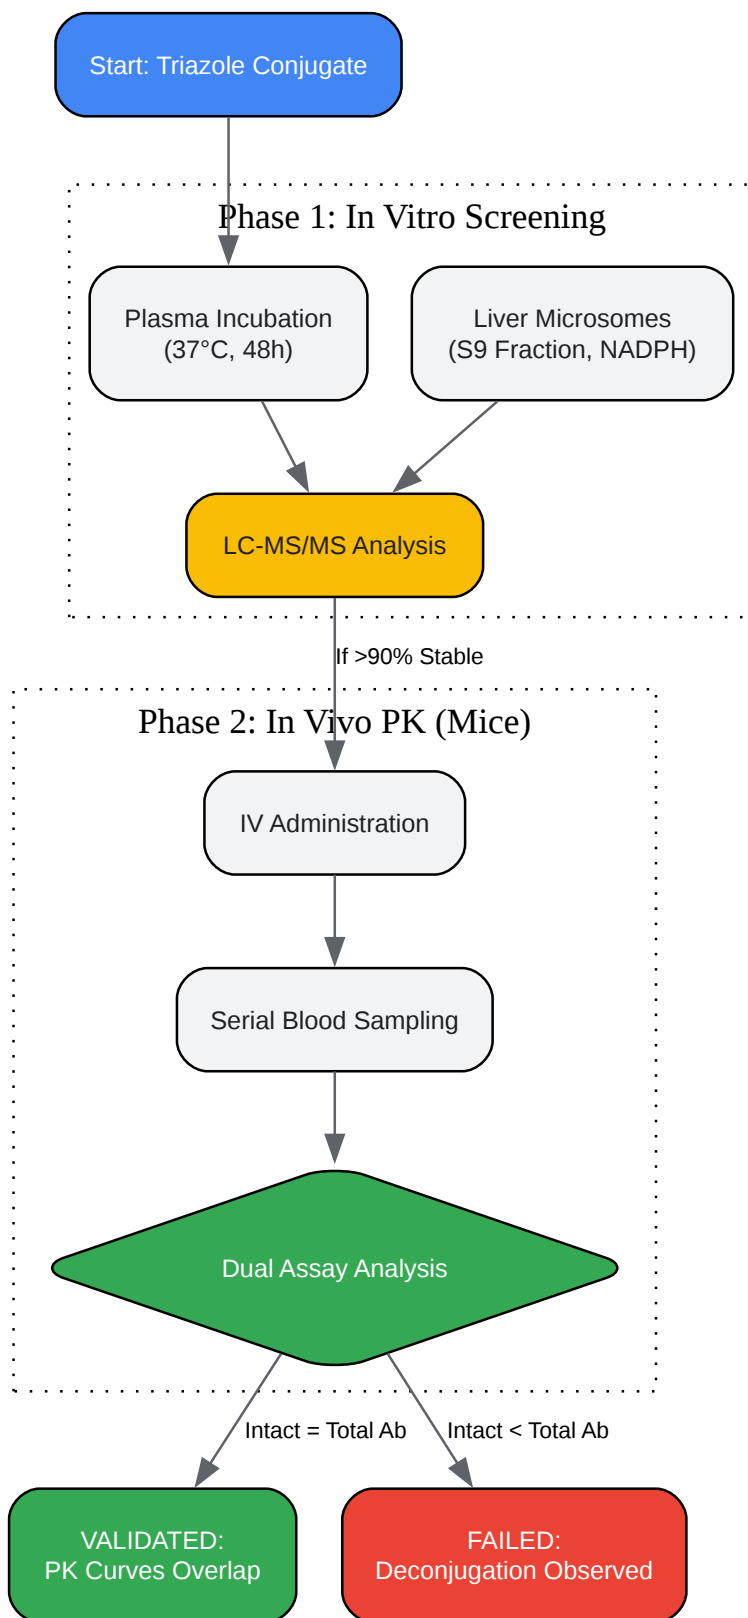 Start: Triazole Conjugate
Phase 1: In Vitro Screening
Plasma Incubation
(37°C, 48h)
Liver Microsomes
(S9 Fraction, NADPH)
LC-MS/MS Analysis
If >90% Stable
Phase 2: In Vivo PK (Mice)
IV Administration
Serial Blood Sampling
Dual Assay Analysis
Intact = Total Ab
Intact < Total Ab
VALIDATED:
PK Curves Overlap
FAILED:
Deconjugation Observed